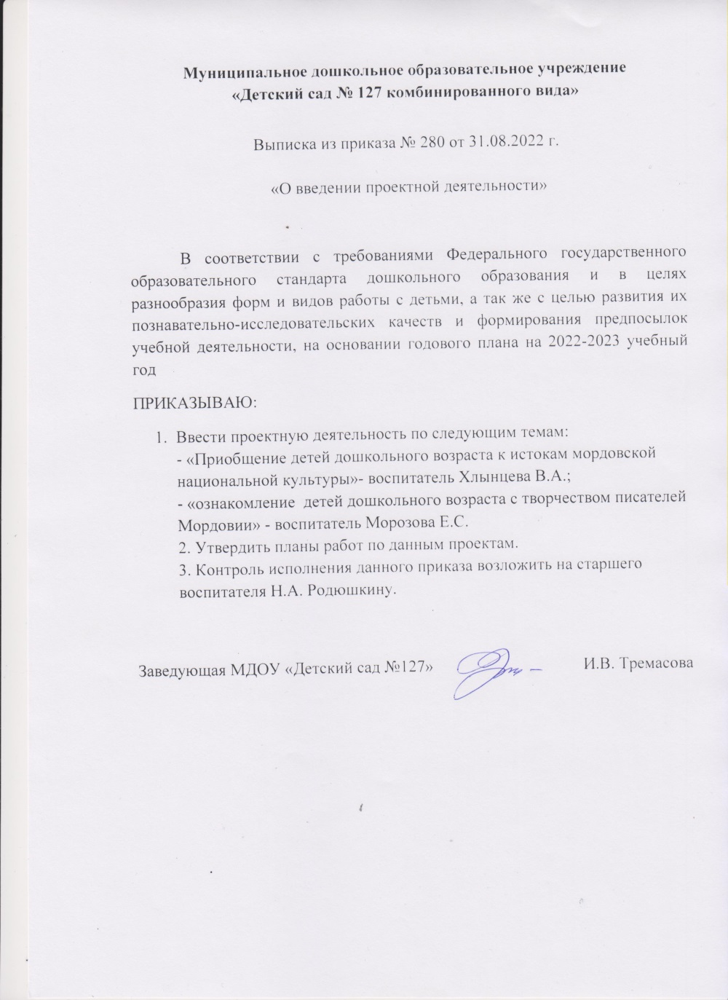 Муниципальное дошкольное образовательное учреждение
«Детский сад № 127 комбинированного вида»
Выписка из приказа № 280 от 31.08.2022 г.
«О введении проектной деятельности»
В соответствии с требованиями Федерального государственного
образовательного стандарта дошкольного образования и в целях
разнообразия форм и видов работы с детьми, а так же с целью развития их
познавательно-исследовательских качеств и формирования предпосылок
учебной деятельности, на основании годового плана на 2022-2023 учебный
год
ПРИКАЗЫВАЮ:
1. Ввести проектную деятельность по следующим темам:
- «Приобщение детей дошкольного возраста к истокам мордовской
национальной культуры»- воспитатель Хлынцева В.А.;
- «ознакомление  детей дошкольного возраста с творчеством писателей
Мордовии» - воспитатель Морозова Е.С.
2. Утвердить планы работ по данным проектам.
3. Контроль исполнения данного приказа возложить на старшего
воспитателя Н.А. Родюшкину.
Заведующая МДОУ «Детский сад №127» И.В. Тремасова